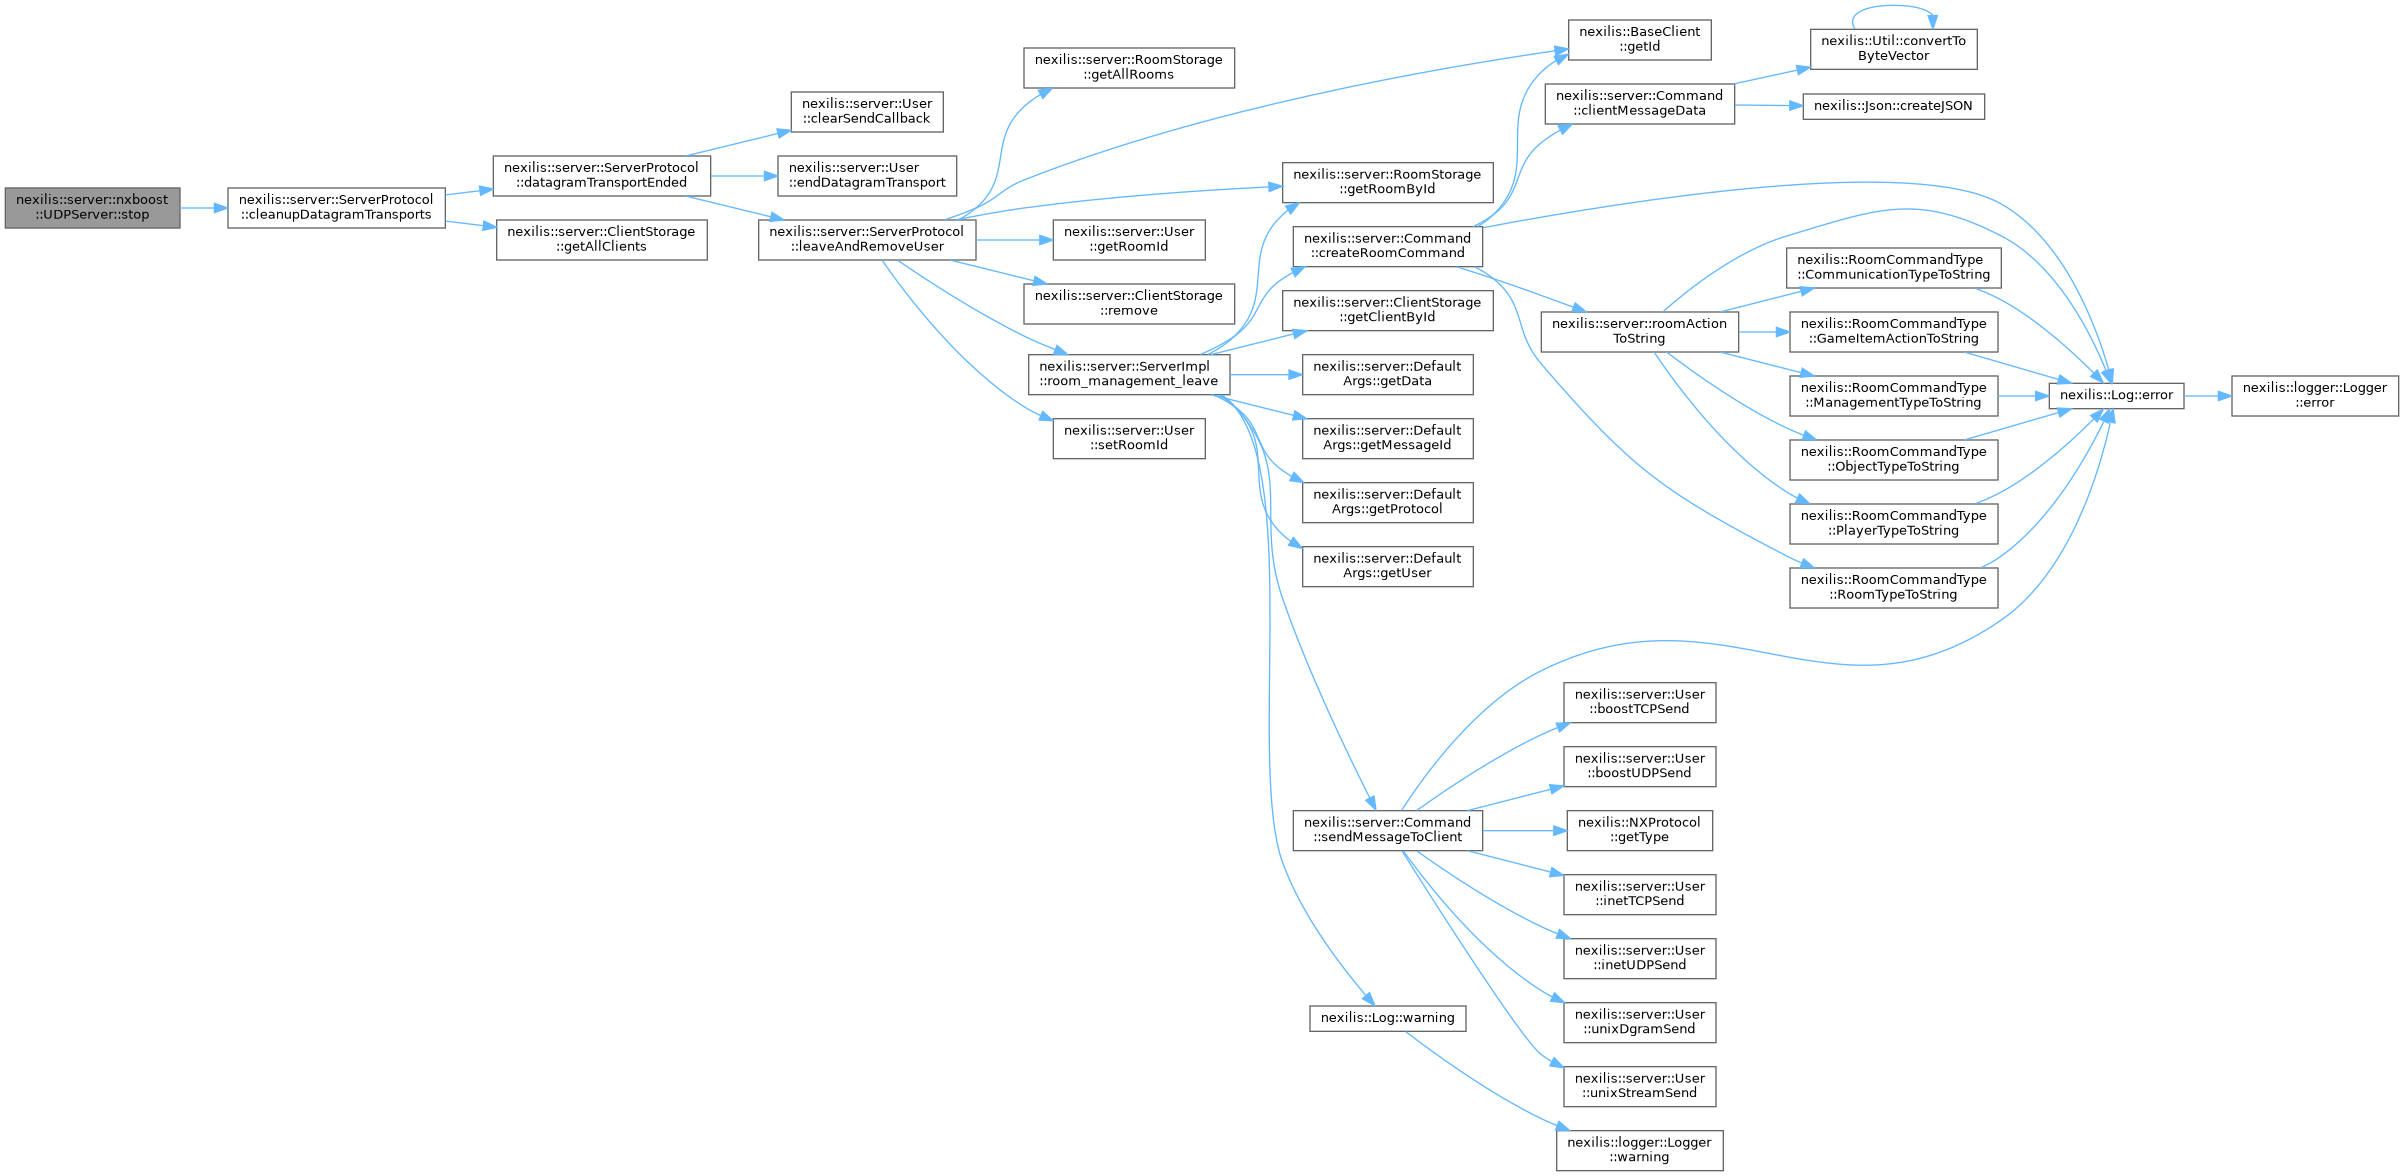 nexilis::server::nxboost
::UDPServer::stop
nexilis::server::ServerProtocol
::cleanupDatagramTransports
nexilis::server::ServerProtocol
::datagramTransportEnded
nexilis::server::ClientStorage
::getAllClients
nexilis::server::User
::clearSendCallback
nexilis::server::User
::endDatagramTransport
nexilis::server::ServerProtocol
::leaveAndRemoveUser
nexilis::server::RoomStorage
::getAllRooms
nexilis::server::User
::getRoomId
nexilis::server::ClientStorage
::remove
nexilis::server::ServerImpl
::room_management_leave
nexilis::server::User
::setRoomId
nexilis::server::RoomStorage
::getRoomById
nexilis::server::Command
::createRoomCommand
nexilis::server::ClientStorage
::getClientById
nexilis::server::Default
Args::getData
nexilis::server::Default
Args::getMessageId
nexilis::server::Default
Args::getProtocol
nexilis::server::Default
Args::getUser
nexilis::server::Command
::sendMessageToClient
nexilis::Log::warning
nexilis::BaseClient
::getId
nexilis::server::Command
::clientMessageData
nexilis::server::roomAction
ToString
nexilis::server::User
::boostTCPSend
nexilis::server::User
::boostUDPSend
nexilis::NXProtocol
::getType
nexilis::server::User
::inetTCPSend
nexilis::server::User
::inetUDPSend
nexilis::server::User
::unixDgramSend
nexilis::server::User
::unixStreamSend
nexilis::logger::Logger
::warning
nexilis::Util::convertTo
ByteVector
nexilis::Json::createJSON
nexilis::RoomCommandType
::CommunicationTypeToString
nexilis::RoomCommandType
::GameItemActionToString
nexilis::RoomCommandType
::ManagementTypeToString
nexilis::RoomCommandType
::ObjectTypeToString
nexilis::RoomCommandType
::PlayerTypeToString
nexilis::RoomCommandType
::RoomTypeToString
nexilis::Log::error
nexilis::logger::Logger
::error